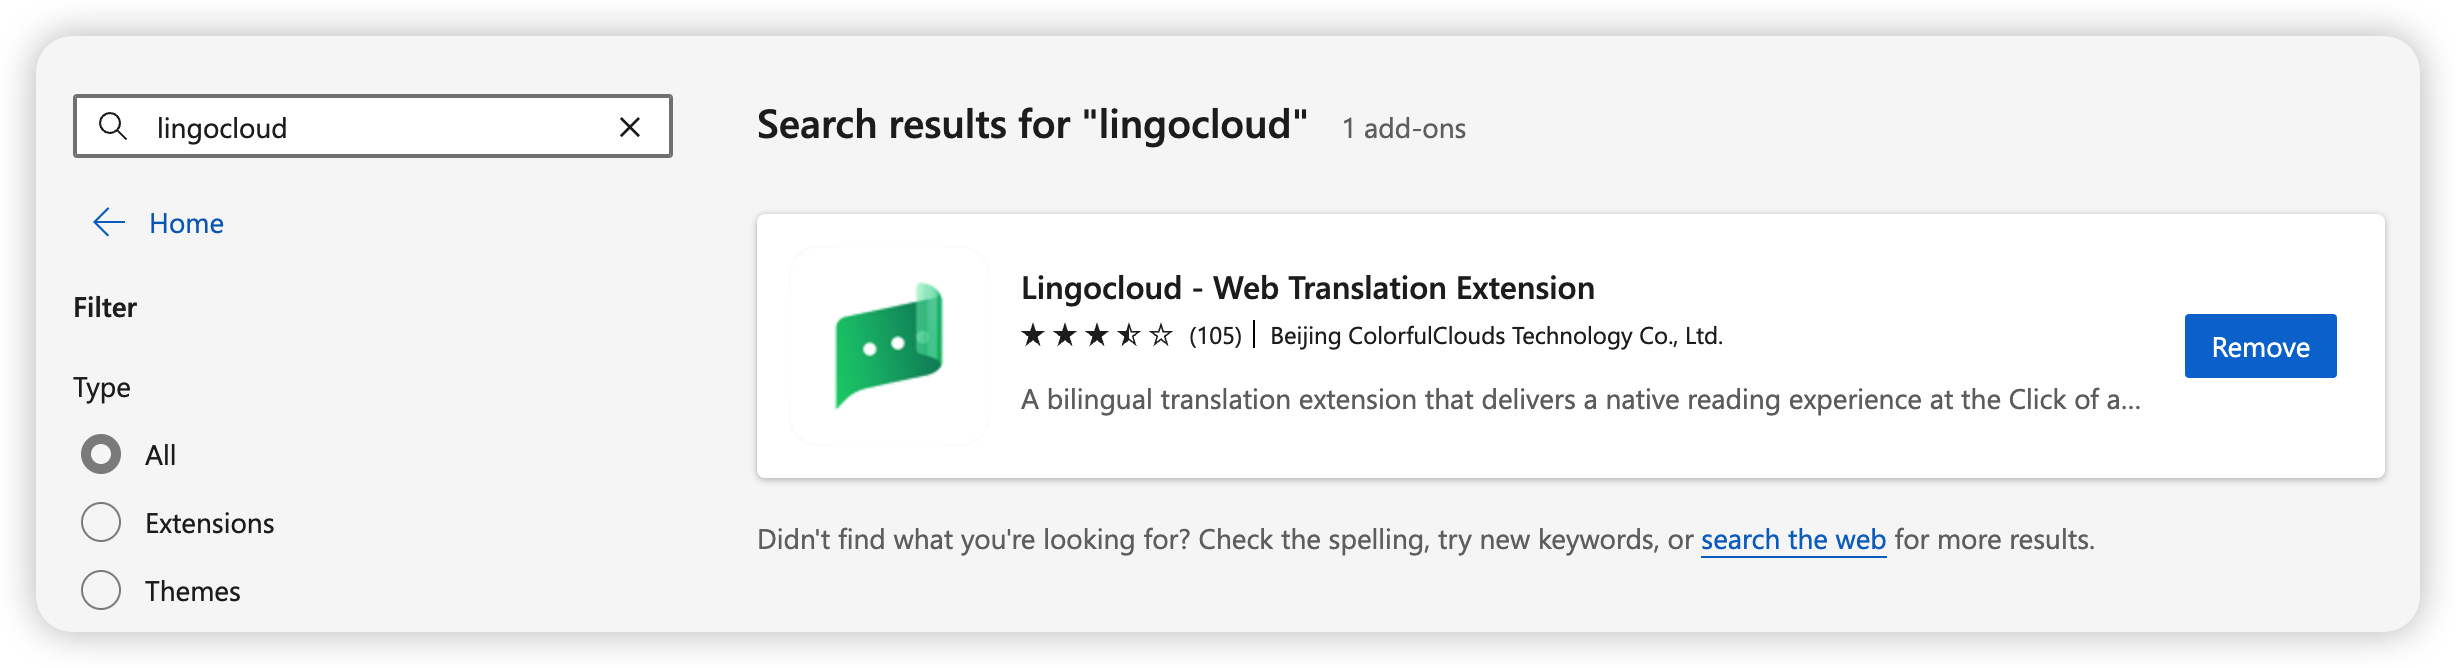 lingocloud
Home
Filter
Type
All
Extensions
Themes
Search results for "lingocloud" 1 add-ons
Lingocloud - Web Translation Extension
(105) | Beijing ColorfulClouds Technology Co., Ltd.
A bilingual translation extension that delivers a native reading experience at the Click of a...
Remove
Didn't find what you're looking for? Check the spelling, try new keywords, or search the web for more results.